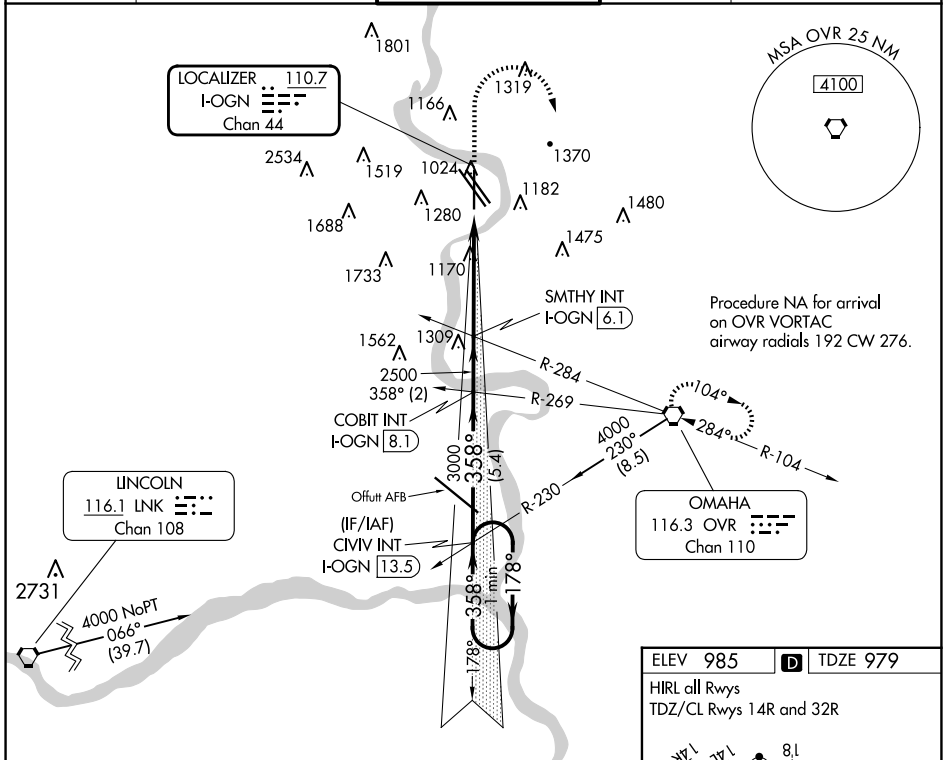 1801
MSA OVR 25 NM
4100
LOCALIZER 110.7
I-OGN
Chan 44
1319
1166
1370
2534
1519
1024
1182
1280
1688
1480
1475
1733
1170
SMTHY INT
I-OGN 6.1
Procedure NA for arrival
on OVR VORTAC
airway radials 192 CW 276.
1562
1309
R-284
2500
358° (2)
R-269
104°
284°
R-104
COBIT INT
I-OGN 8.1
4000
230°
(8.5)
3000
358°
(5.4)
R-230
LINCOLN
116.1 LNK
Chan 108
Offutt AFB
OMAHA
116.3 OVR
Chan 110
(IF/IAF)
CIVIV INT
I-OGN 13.5
358°
1 min
178°
178°
2731
4000 NoPT
066°
(39.7)
ELEV 985 D TDZE 979
HIRL all Rwys
TDZ/CL Rwys 14R and 32R
14R
14L
18